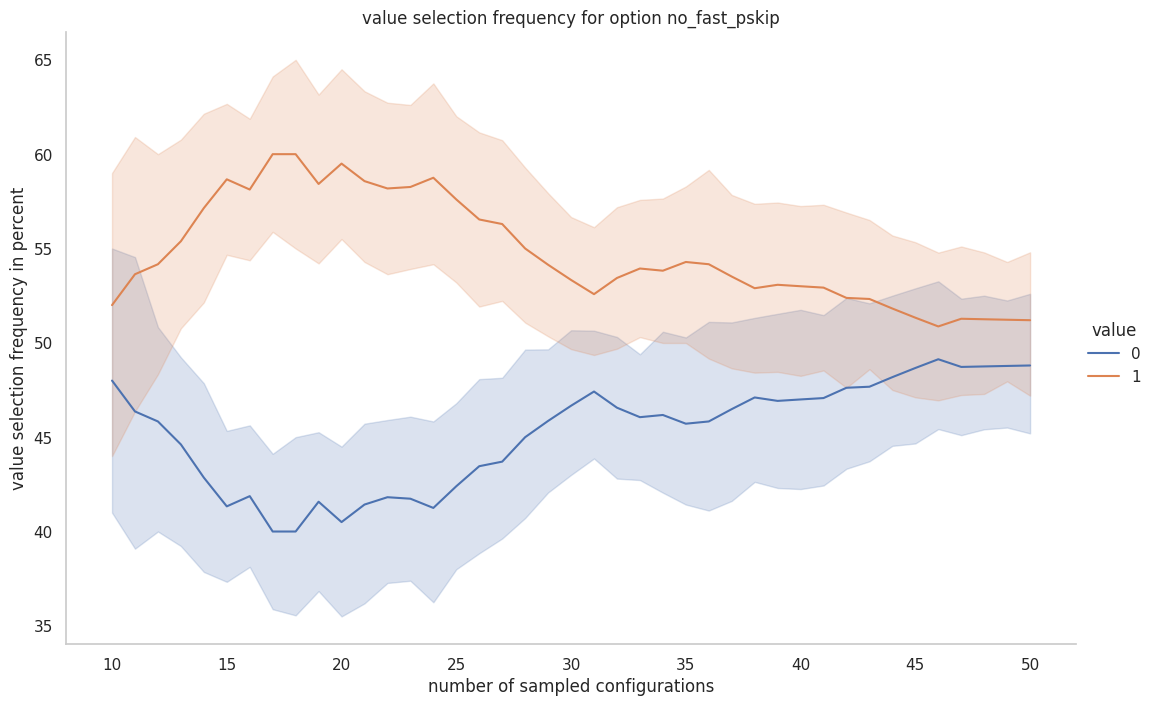 value selection frequency for option no_fast_pskip
value selection frequency in percent
65
60
55
50
45
40
35
10 15 20 25 30 35 40 45 50
number of sampled configurations
value
0
1